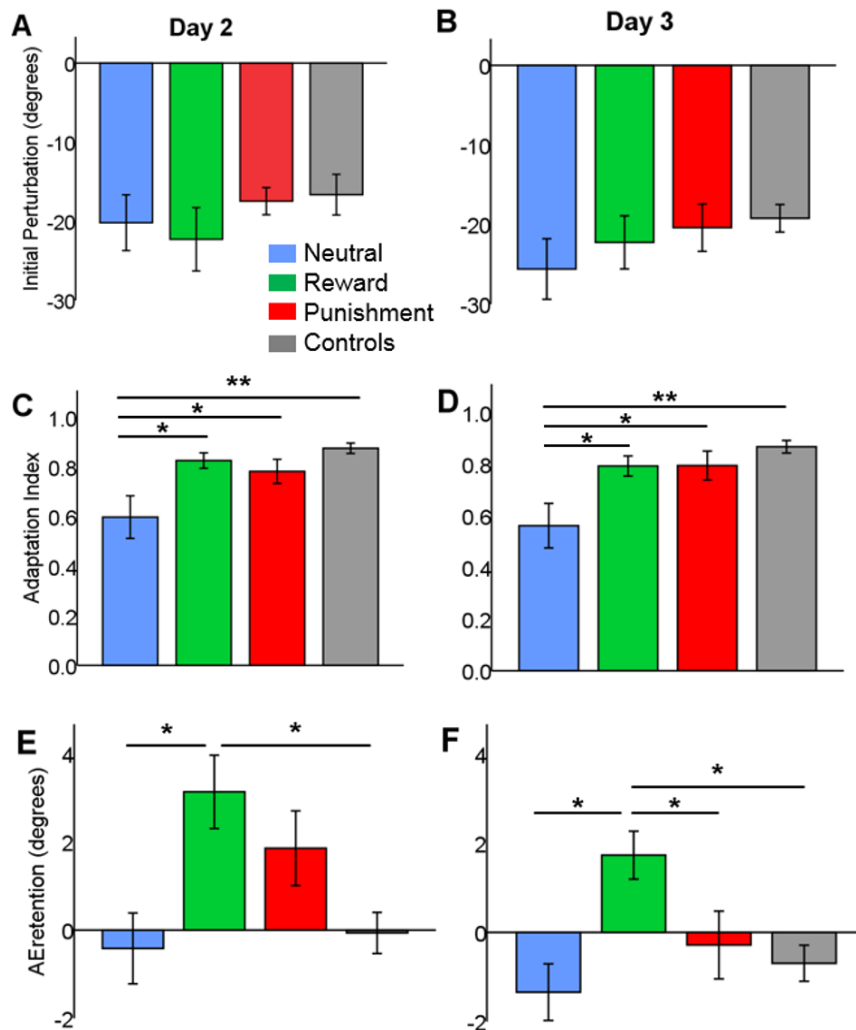 A
Day 2
B
Day 3
Initial Perturbation (degrees)
0
-10
-20
-30
0
-10
-20
-30
Neutral
Reward
Punishment
Controls
C
**
*
*
Adaptation Index
1.0
0.8
0.6
0.4
0.2
0.0
D
**
*
*
1.0
0.8
0.6
0.4
0.2
0.0
E
*
*
AEretention (degrees)
4
2
0
-2
F
*
*
*
4
2
0
-2